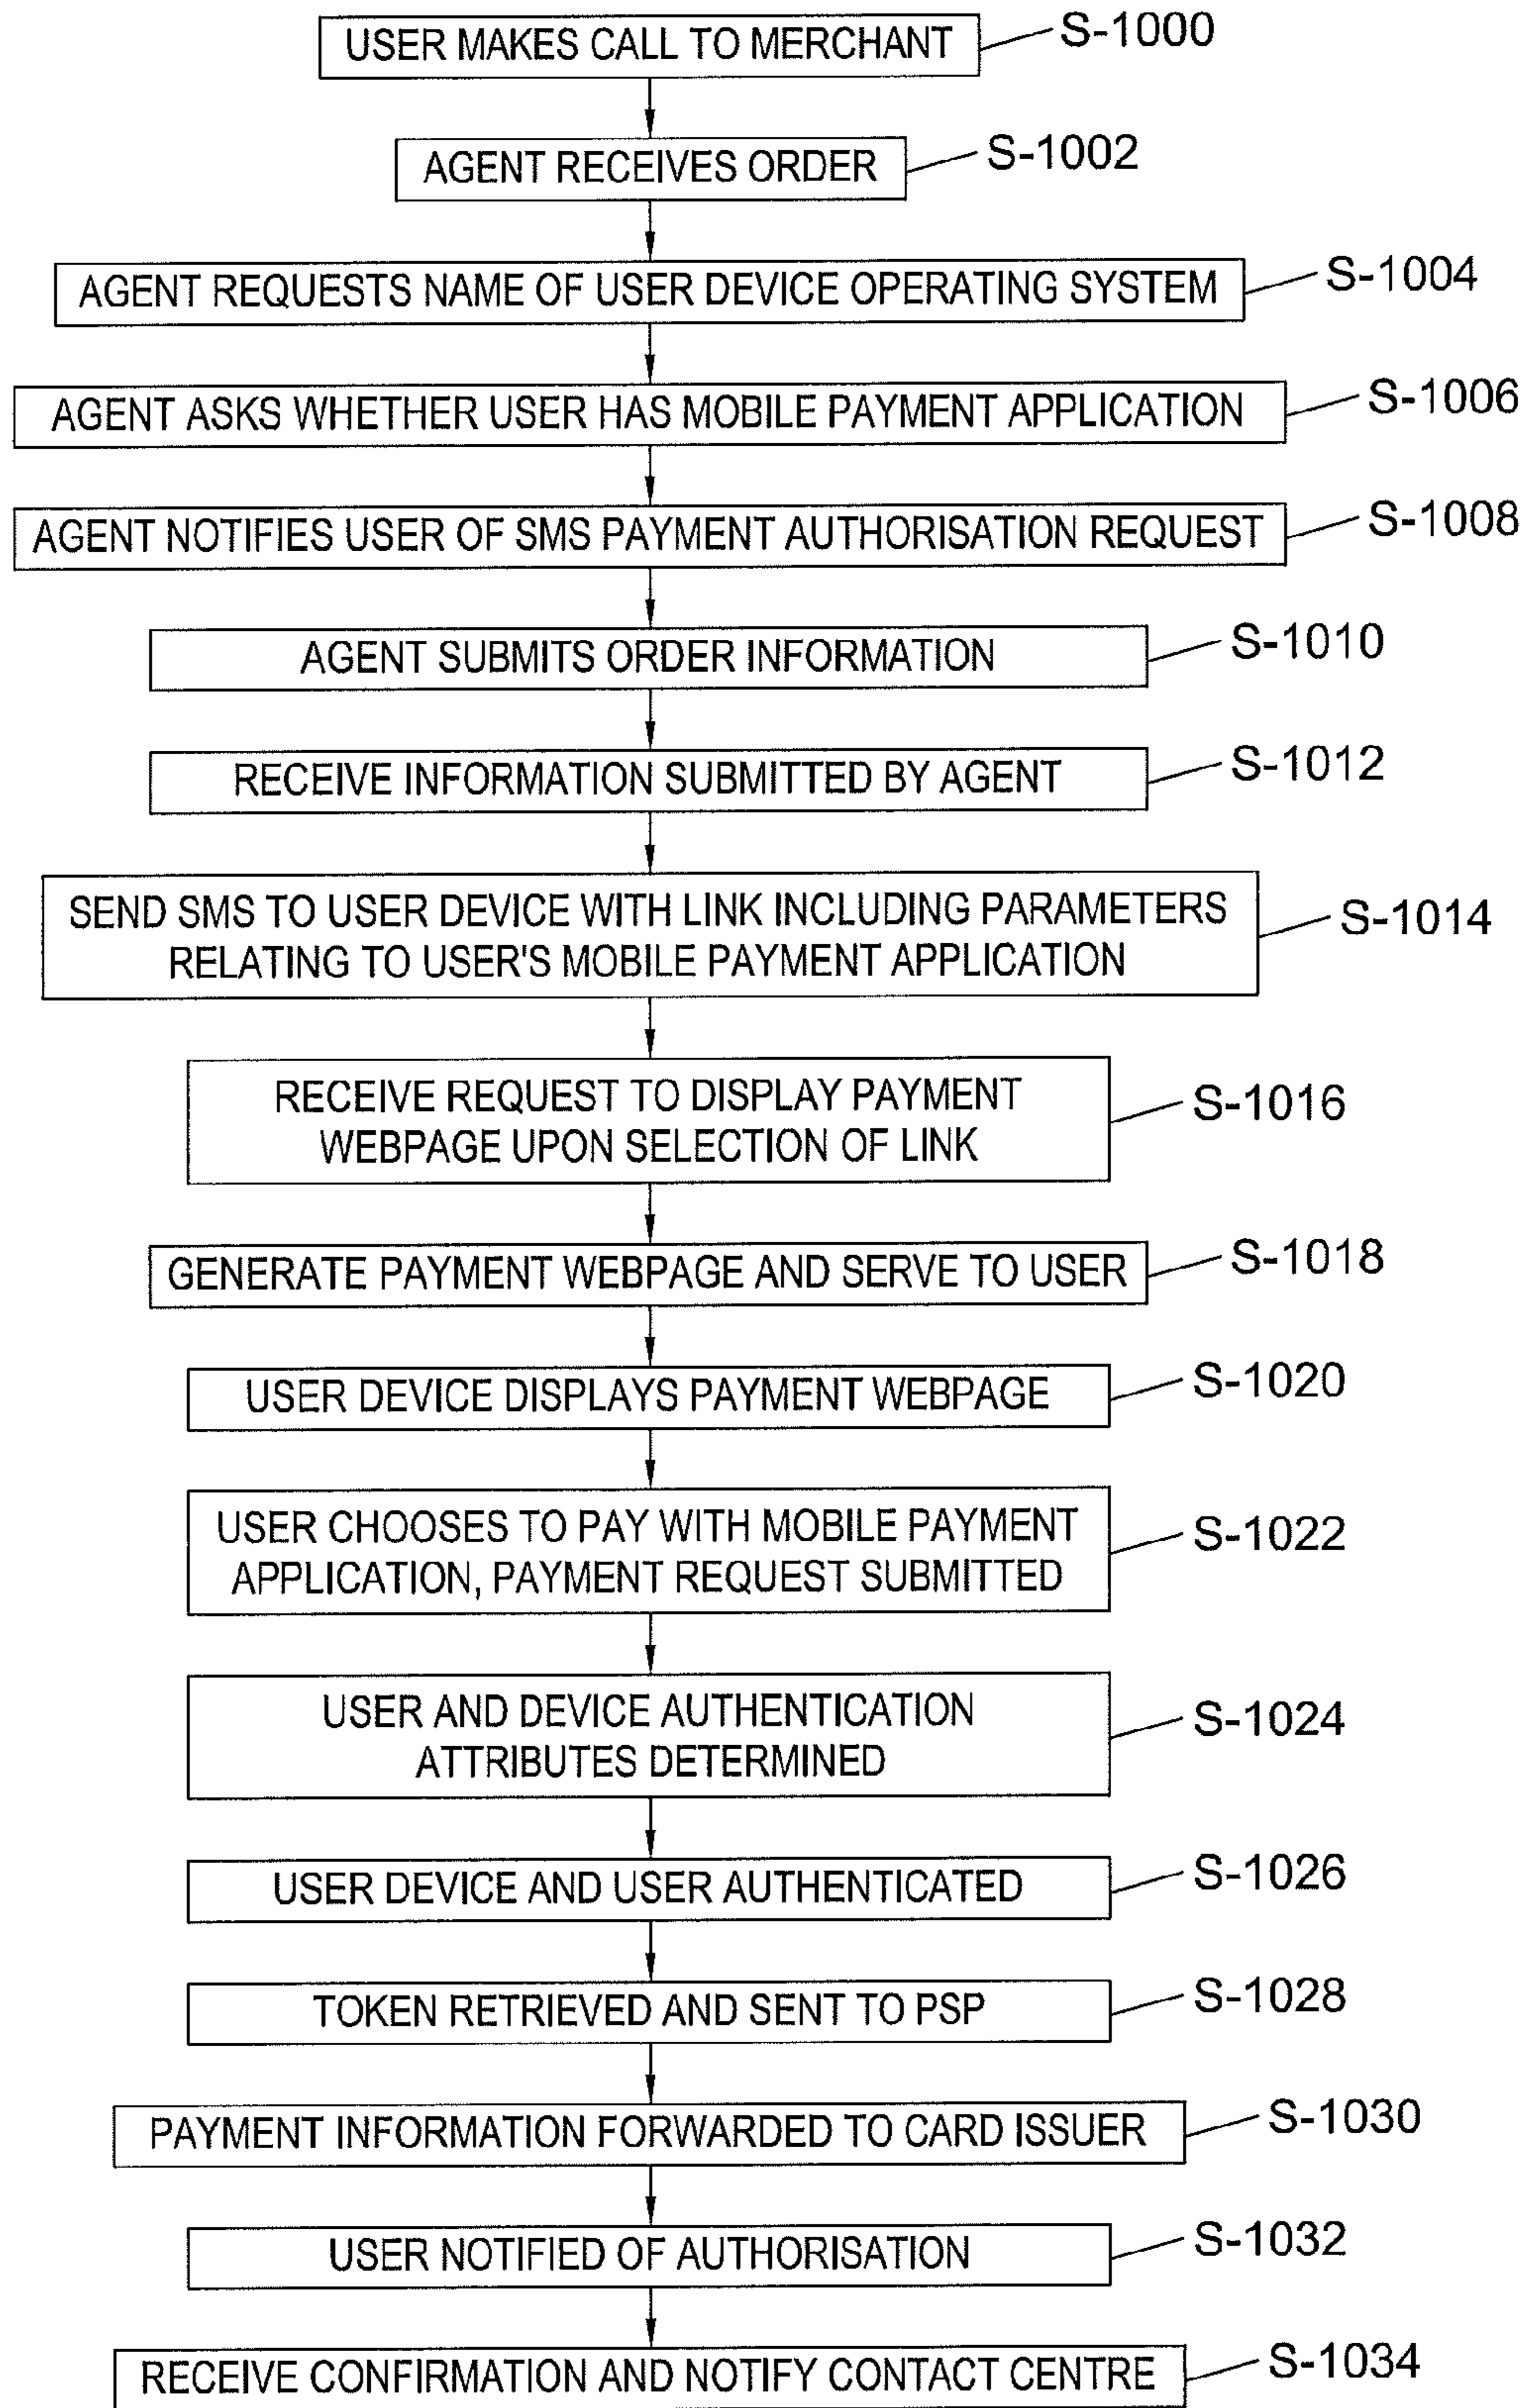 USER MAKES CALL TO MERCHANT
S-1000
AGENT RECEIVES ORDER
S-1002
AGENT REQUESTS NAME OF USER DEVICE OPERATING SYSTEM
S-1004
AGENT ASKS WHETHER USER HAS MOBILE PAYMENT APPLICATION
S-1006
AGENT NOTIFIES USER OF SMS PAYMENT AUTHORISATION REQUEST
S-1008
AGENT SUBMITS ORDER INFORMATION
S-1010
RECEIVE INFORMATION SUBMITTED BY AGENT
S-1012
SEND SMS TO USER DEVICE WITH LINK INCLUDING PARAMETERS
RELATING TO USER'S MOBILE PAYMENT APPLICATION
S-1014
RECEIVE REQUEST TO DISPLAY PAYMENT
WEBPAGE UPON SELECTION OF LINK
S-1016
GENERATE PAYMENT WEBPAGE AND SERVE TO USER
S-1018
USER DEVICE DISPLAYS PAYMENT WEBPAGE
S-1020
USER CHOOSES TO PAY WITH MOBILE PAYMENT
APPLICATION, PAYMENT REQUEST SUBMITTED
S-1022
USER AND DEVICE AUTHENTICATION
ATTRIBUTES DETERMINED
S-1024
USER DEVICE AND USER AUTHENTICATED
S-1026
TOKEN RETRIEVED AND SENT TO PSP
S-1028
PAYMENT INFORMATION FORWARDED TO CARD ISSUER
S-1030
USER NOTIFIED OF AUTHORISATION
S-1032
RECEIVE CONFIRMATION AND NOTIFY CONTACT CENTRE
S-1034